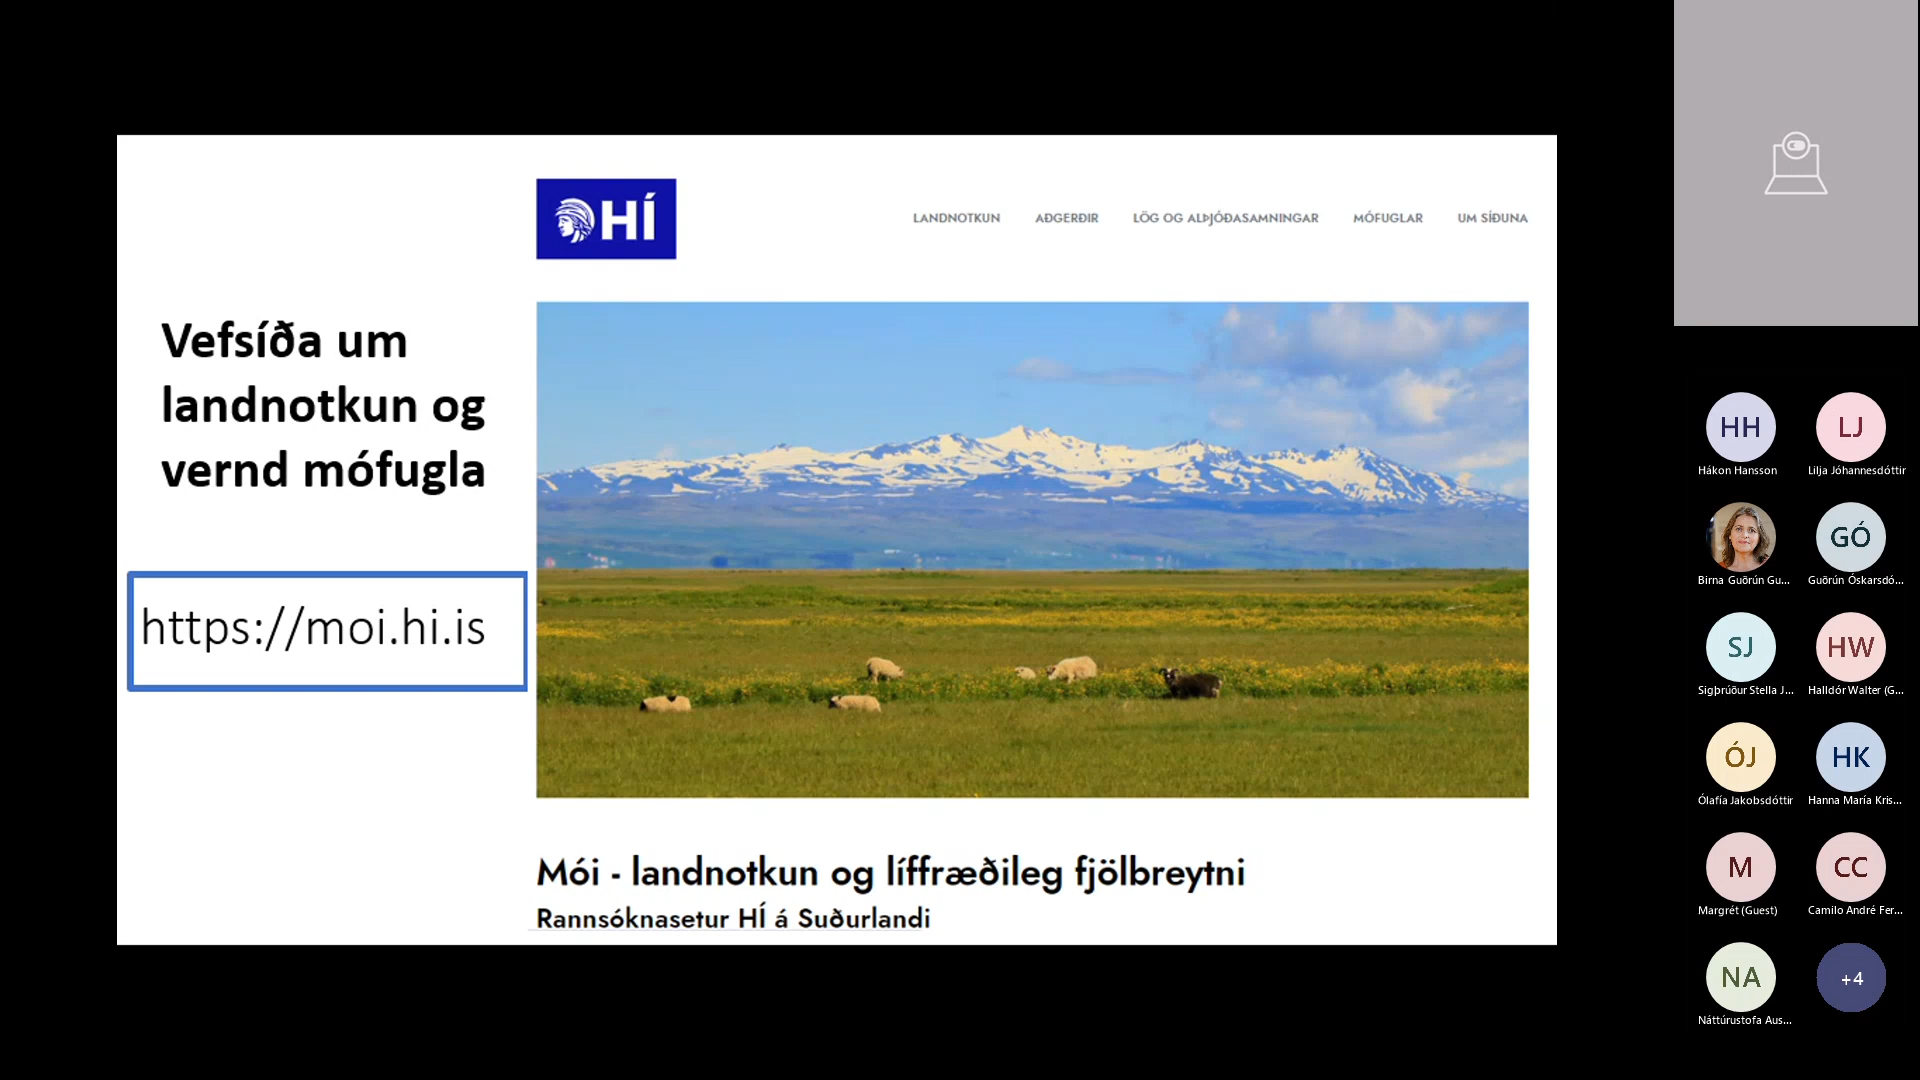 HÍ
LANDNOTKUN AÐGERÐIR LÖG OG ALÞJÓÐASAMNINGAR MÓFUGLAR UM SÍÐUNA
Vefsíða um
landnotkun og
vernd mófugla
https://moi.hi.is
Mói - landnotkun og líffræðileg fjölbreytni
Rannsóknasetur HÍ á Suðurlandi
HH LJ
Hákon Hansson Lilja Jóhannesdóttir
GÓ
Birna Guðrún Gu... Guðrún Óskarsdó...
SJ HW
Sigþrúður Stella J... Halldór Walter (G...
ÓJ HK
Ólafía Jakobsdóttir Hanna María Kris...
M CC
Margrét (Guest) Camilo André Fer...
NA +4
Náttúrustofa Aus...